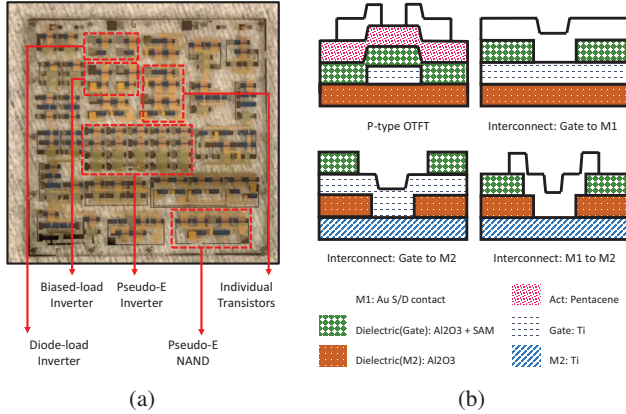 P-type OTFT
Interconnect: Gate to M1
Interconnect: Gate to M2
Interconnect: M1 to M2
Biased-load
Inverter
Pseudo-E
Inverter
Individual
Transistors
Diode-load
Inverter
Pseudo-E
NAND
M1: Au S/D contact
Act: Pentacene
Dielectric(Gate): Al2O3 + SAM
Gate: Ti
Dielectric(M2): Al2O3
M2: Ti
(a)
(b)